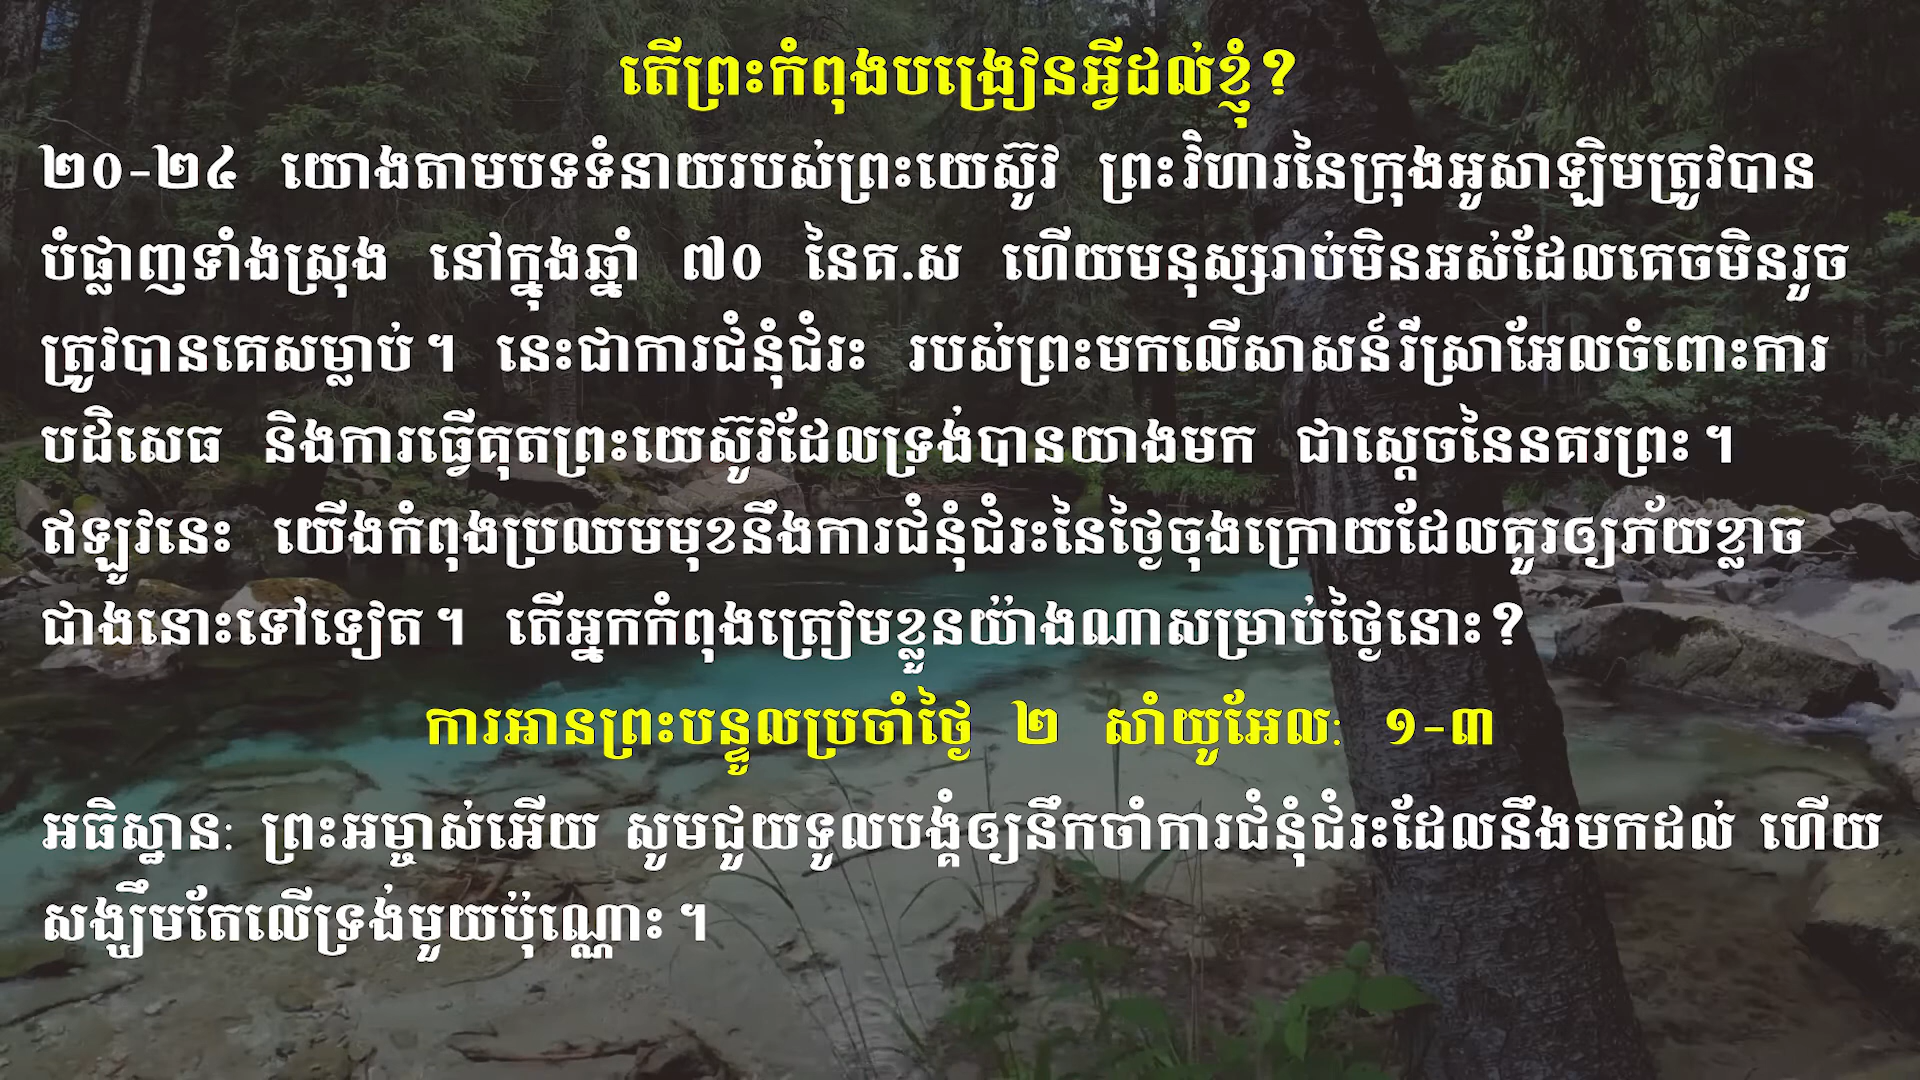 តើព្រះកំពុងបង្រៀនអ្វីដល់ខ្ញុំ?
២០-២៤ យោងតាមបទទំនាយរបស់ព្រះយេស៊ូវ ព្រះវិហារនៃក្រុងអូសាឡិមត្រូវបាន
បំផ្លាញទាំងស្រុង នៅក្នុងឆ្នាំ ៧០ នៃគ.ស ហើយមនុស្សរាប់មិនអស់ដែលគេចមិនរួច
ត្រូវបានគេសម្លាប់។ នេះជាការជំនុំជំរះ របស់ព្រះមកលើសាសន៍រីស្រាអែលចំពោះការ
បដិសេធ និងការធ្វើគុតព្រះយេស៊ូវដែលទ្រង់បានយាងមក ជាស្តេចនៃនគរព្រះ។
ឥឡូវនេះ យើងកំពុងប្រឈមមុខនឹងការជំនុំជំរះនៃថ្ងៃចុងក្រោយដែលគួរឲ្យភ័យខ្លាច
ជាងនោះទៅទៀត។ តើអ្នកកំពុងត្រៀមខ្លួនយ៉ាងណាសម្រាប់ថ្ងៃនោះ?
ការអានព្រះបន្ទូលប្រចាំថ្ងៃ ២ សាំយូអែល: ១-៣
អធិស្ឋាន: ព្រះអម្ចាស់អើយ សូមជួយទូលបង្គំឲ្យនឹកចាំការជំនុំជំរះដែលនឹងមកដល់ ហើយ
សង្ឃឹមតែលើទ្រង់មួយប៉ុណ្ណោះ។